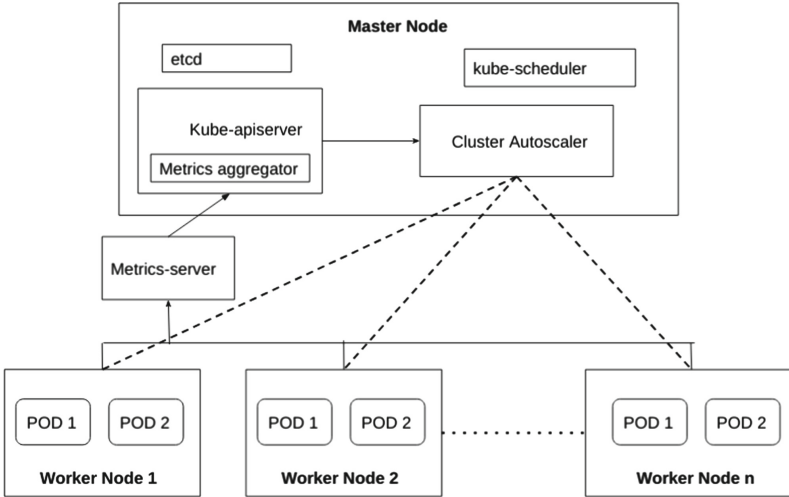 Master Node
etcd
kube-scheduler
Kube-apiserver
Cluster Autoscaler
Metrics aggregator
Metrics-server
POD 1
POD 2
POD 1
POD 2
POD 1
POD 2
Worker Node 1
Worker Node 2
Worker Node n